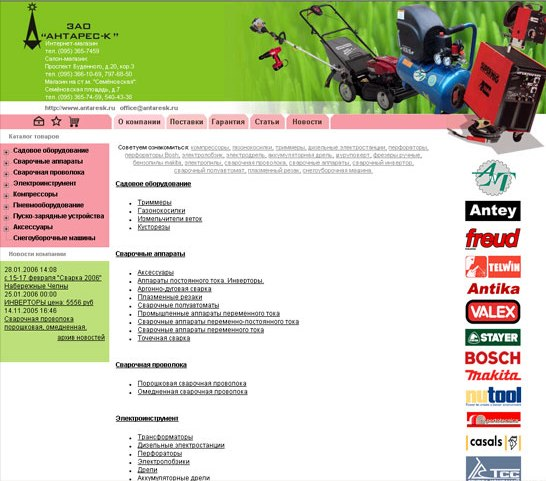 ЗАО
"АНТАРЕС-К"
Интернет-магазин
тел. (095) 365-7459
Салон-магазин
Проспект Буденного, д.20, кор.3
тел. (095) 366-10-69, 797-68-50
Магазин на ст.м. "Семёновская"
Семёновская площадь, д.7
тел. (095) 365-74-59, 540-43-36
http://www.antaresk.ru office@antaresk.ru
О компании Поставки Гарантия Статьи Новости
Каталог товаров
Садовое оборудование
Сварочные аппараты
Сварочная проволока
Электроинструмент
Компрессоры
Пневмооборудование
Пуско-зарядные устройства
Аксессуары
Снегоуборочные машины
Новости компании
28.01.2006 14:08
с 15-17 февраля "Сварка 2006"
Набережные Челны
25.01.2006 00:00
ИНВЕРТОРЫ цена: 5556 руб
14.11.2005 16:46
Сварочная проволока
порошковая, омедненная.
архив новостей
Советуем ознакомиться: компрессоры, газонокосилки, триммеры, дизельные электростанции, перфораторы,
перфораторы Bosh, электролобзик, электродрель, аккумуляторная дрель, шуруповерт, фрезеры ручные,
бензопилы makita, электропилы, сварочная проволока, сварочные аппараты, сварочный инвертор,
сварочный полуавтомат, плазменный резак, снегоуборочная машина.
Садовое оборудование
Триммеры
Газонокосилки
Измельчители веток
Кусторезы
Сварочные аппараты
Аксессуары
Аппараты постоянного тока. Инверторы.
Аргонно-дуговая сварка
Плазменные резаки
Сварочные полуавтоматы
Промышленные аппараты переменного тока
Сварочные аппараты переменно-постоянного тока
Сварочные аппараты переменного тока
Точечная сварка
Сварочная проволока
Порошковая сварочная проволока
Омедненная сварочная проволока
Электроинструмент
Трансформаторы
Дизельные электростанции
Перфораторы
Электролобзики
Дрели
Аккумуляторные дрели
Antey
freud
TELWIN
Antika
VALEX
STAYER
BOSCH
makita
nutool
casals
TCC